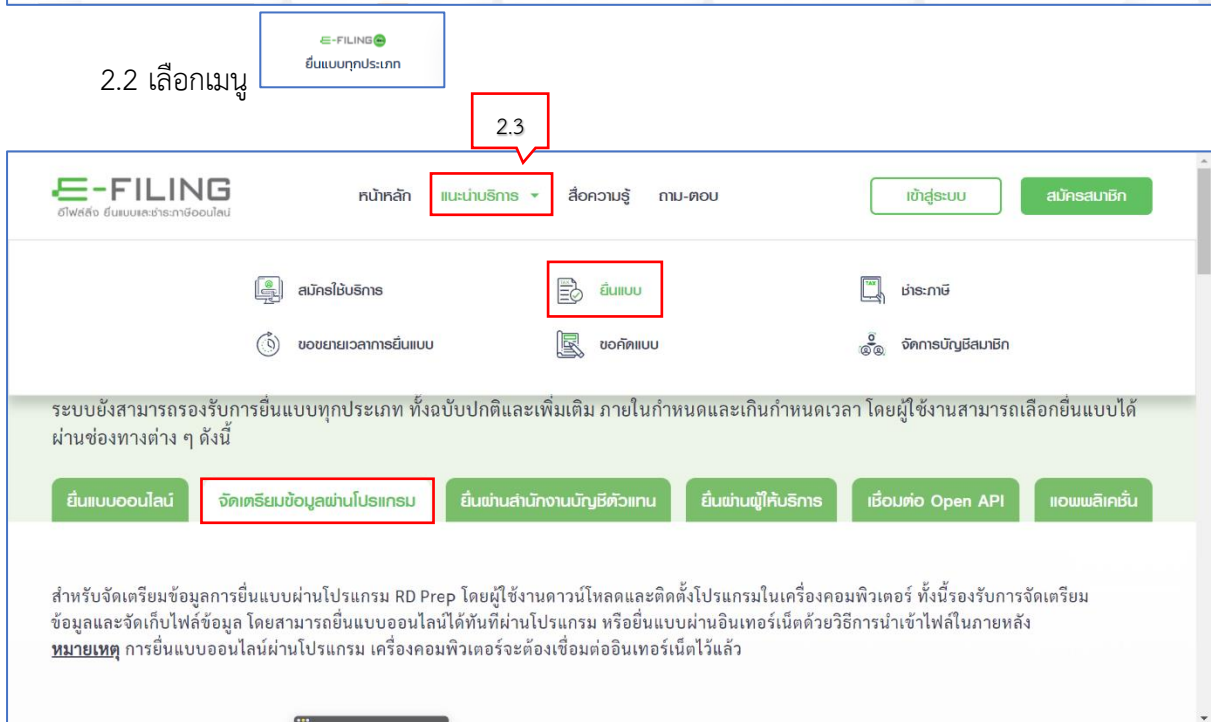 E-FILING
ยื่นแบบทุกประเภท
2.2 เลือกเมนู
2.3
E-FILING
อีไฟล์ลิ่ง ยื่นแบบและชำระภาษีออนไลน์
หน้าหลัก แนะนำบริการ สื่อความรู้ ถาม-ตอบ เข้าสู่ระบบ สมัครสมาชิก
สมัครใช้บริการ ยื่นแบบ ชำระภาษี
ขอขยายเวลาการยื่นแบบ ขอคัดแบบ จัดการบัญชีสมาชิก
ระบบยังสามารถรองรับการยื่นแบบทุกประเภท ทั้งฉบับปกติและเพิ่มเติม ภายในกำหนดและเกินกำหนดเวลา โดยผู้ใช้งานสามารถเลือกยื่นแบบได้
ผ่านช่องทางต่าง ๆ ดังนี้
ยื่นแบบออนไลน์ จัดเตรียมข้อมูลผ่านโปรแกรม ยื่นผ่านสำนักงานบัญชีตัวแทน ยื่นผ่านผู้ให้บริการ เชื่อมต่อ Open API แอพพลิเคชั่น
สำหรับจัดเตรียมข้อมูลการยื่นแบบผ่านโปรแกรม RD Prep โดยผู้ใช้งานดาวน์โหลดและติดตั้งโปรแกรมในเครื่องคอมพิวเตอร์ ทั้งนี้รองรับการจัดเตรียม
ข้อมูลและจัดเก็บไฟล์ข้อมูล โดยสามารถยื่นแบบออนไลน์ได้ทันทีผ่านโปรแกรม หรือยื่นแบบผ่านอินเทอร์เน็ตด้วยวิธีการนำเข้าไฟล์ในภายหลัง
หมายเหตุ การยื่นแบบออนไลน์ผ่านโปรแกรม เครื่องคอมพิวเตอร์จะต้องเชื่อมต่ออินเทอร์เน็ตไว้แล้ว